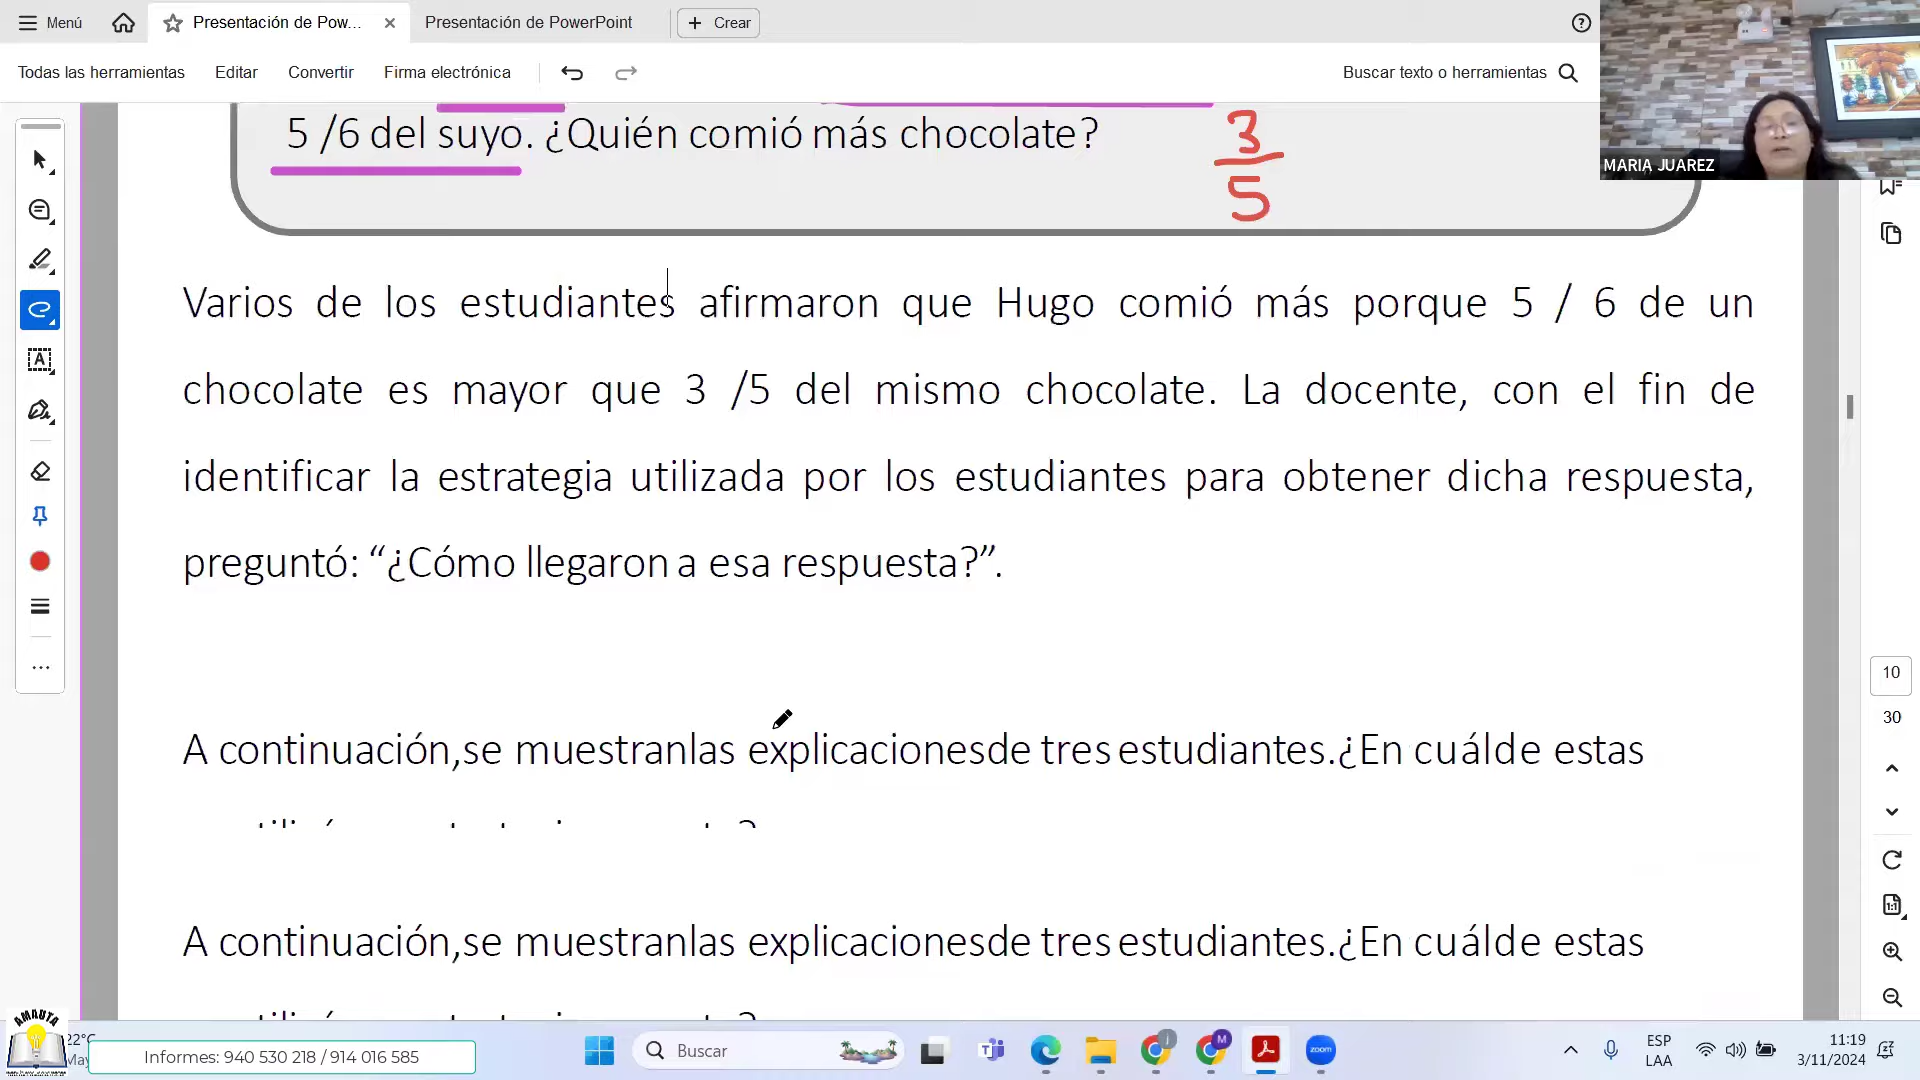 Menú
Presentación de Pow...
Presentación de PowerPoint
Crear
Todas las herramientas
Editar
Convertir
Firma electrónica
Buscar texto o herramientas
MARIA JUAREZ
5 /6 del suyo. ¿Quién comió más chocolate?
3
5
Varios de los estudiantes afirmaron que Hugo comió más porque 5 / 6 de un
chocolate es mayor que 3 /5 del mismo chocolate. La docente, con el fin de
identificar la estrategia utilizada por los estudiantes para obtener dicha respuesta,
preguntó: “¿Cómo llegaron a esa respuesta?”.
A continuación,se muestranlas explicacionesde tres estudiantes.¿En cuálde estas
A continuación,se muestranlas explicacionesde tres estudiantes.¿En cuálde estas
10
30
AMAUTA
22°C
Informes: 940 530 218 / 914 016 585
Buscar
zoom
ESP
LAA
11:19
3/11/2024